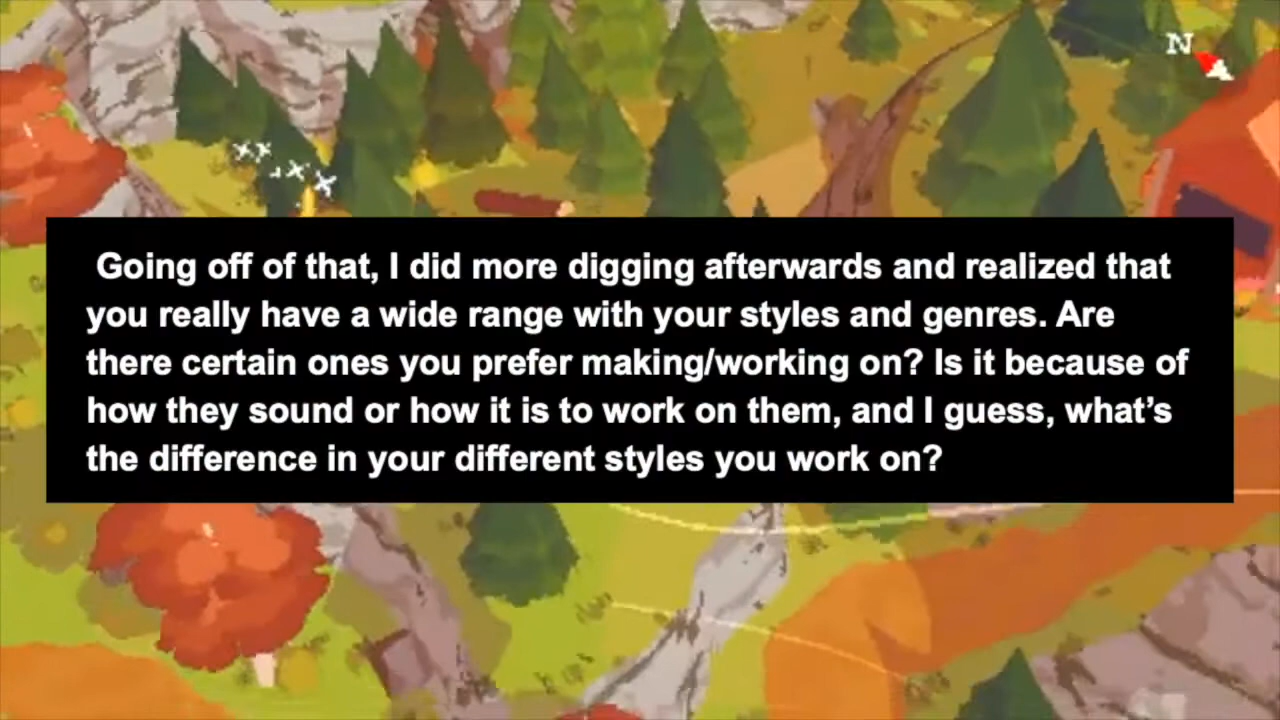 N
Going off of that, I did more digging afterwards and realized that
you really have a wide range with your styles and genres. Are
there certain ones you prefer making/working on? Is it because of
how they sound or how it is to work on them, and I guess, what’s
the difference in your different styles you work on?